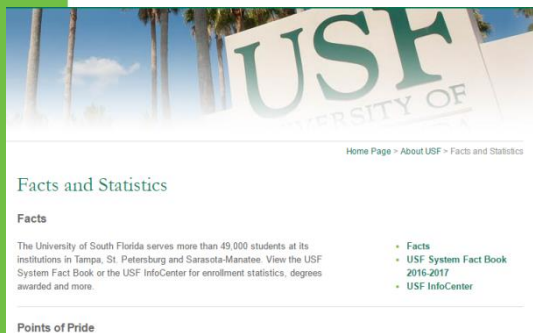 USF
UNIVERSITY OF
Home Page > About USF > Facts and Statistics
Facts and Statistics
Facts
The University of South Florida serves more than 49,000 students at its
institutions in Tampa, St. Petersburg and Sarasota-Manatee. View the USF
System Fact Book or the USF InfoCenter for enrollment statistics, degrees
awarded and more.
Facts
USF System Fact Book
2016-2017
USF InfoCenter
Points of Pride